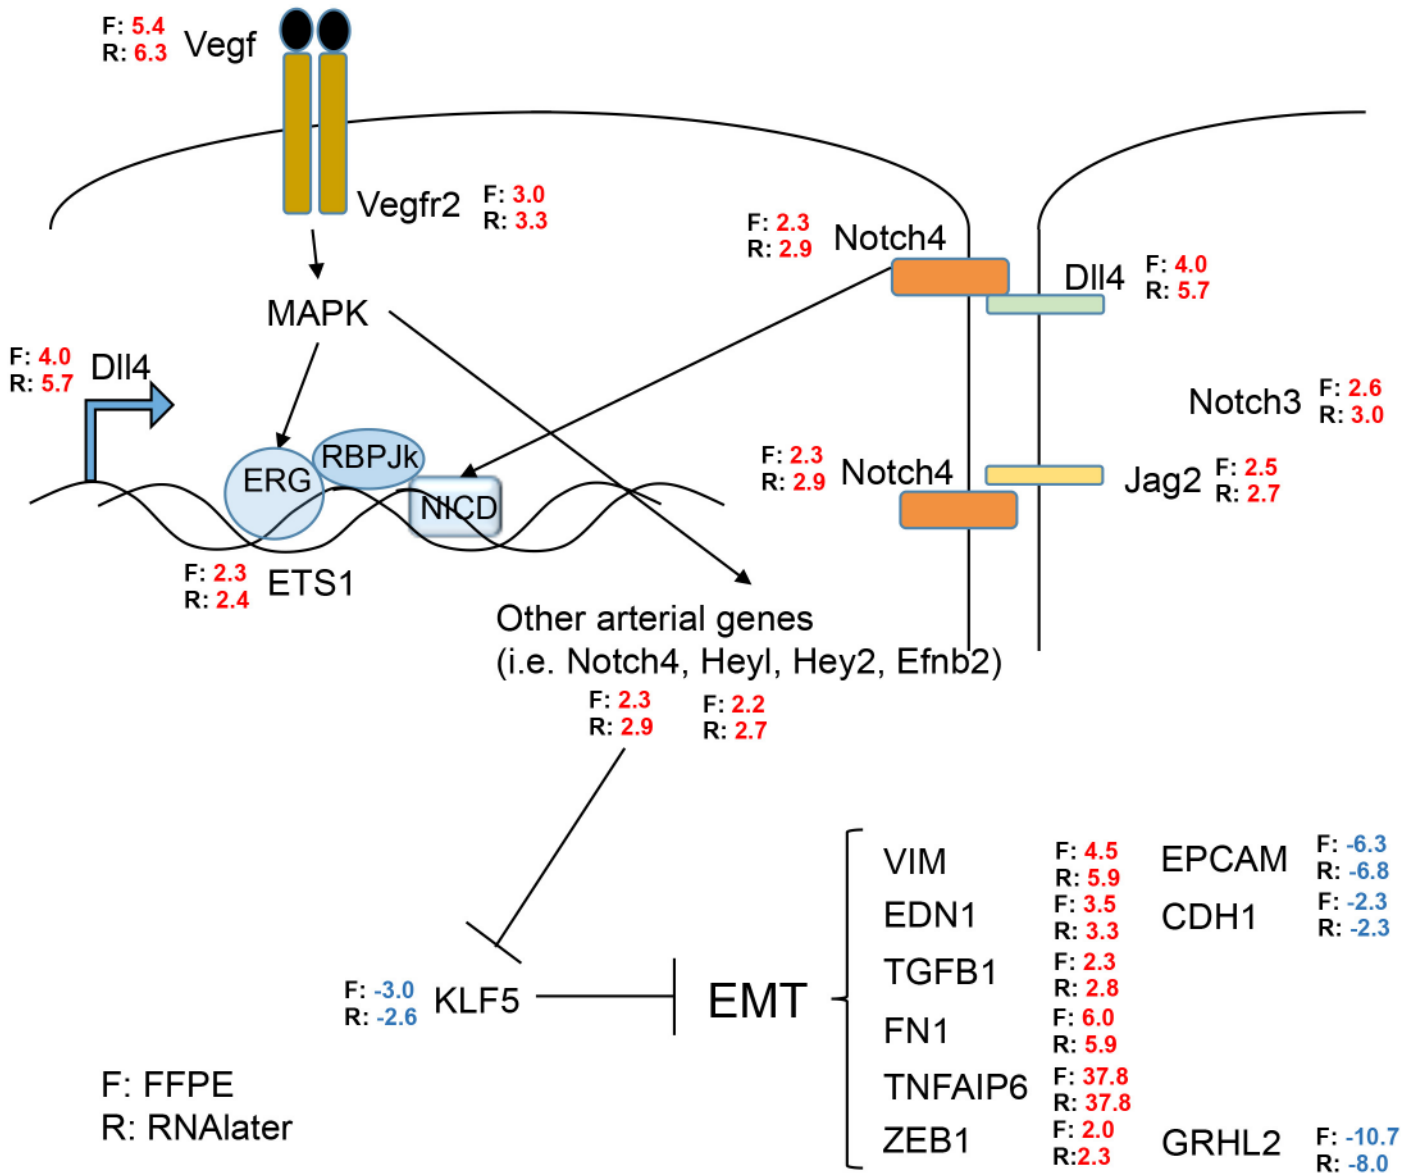 F: 5.4
R: 6.3
Vegf
Vegfr2
F: 3.0
R: 3.3
F: 2.3
R: 2.9
Notch4
Dll4
F: 4.0
R: 5.7
MAPK
F: 4.0
R: 5.7
Dll4
Notch3
F: 2.6
R: 3.0
ERG
RBPJk
NICD
F: 2.3
R: 2.9
Notch4
Jag2
F: 2.5
R: 2.7
F: 2.3
R: 2.4
ETS1
Other arterial genes
(i.e. Notch4, Heyl, Hey2, Efnb2)
F: 2.3
R: 2.9
F: 2.2
R: 2.7
F: -3.0
R: -2.6
KLF5
EMT
VIM
F: 4.5
R: 5.9
EPCAM
F: -6.3
R: -6.8
EDN1
F: 3.5
R: 3.3
CDH1
F: -2.3
R: -2.3
TGFB1
F: 2.3
R: 2.8
FN1
F: 6.0
R: 5.9
TNFAIP6
F: 37.8
R: 37.8
ZEB1
F: 2.0
R:2.3
GRHL2
F: -10.7
R: -8.0
F: FFPE
R: RNAlater